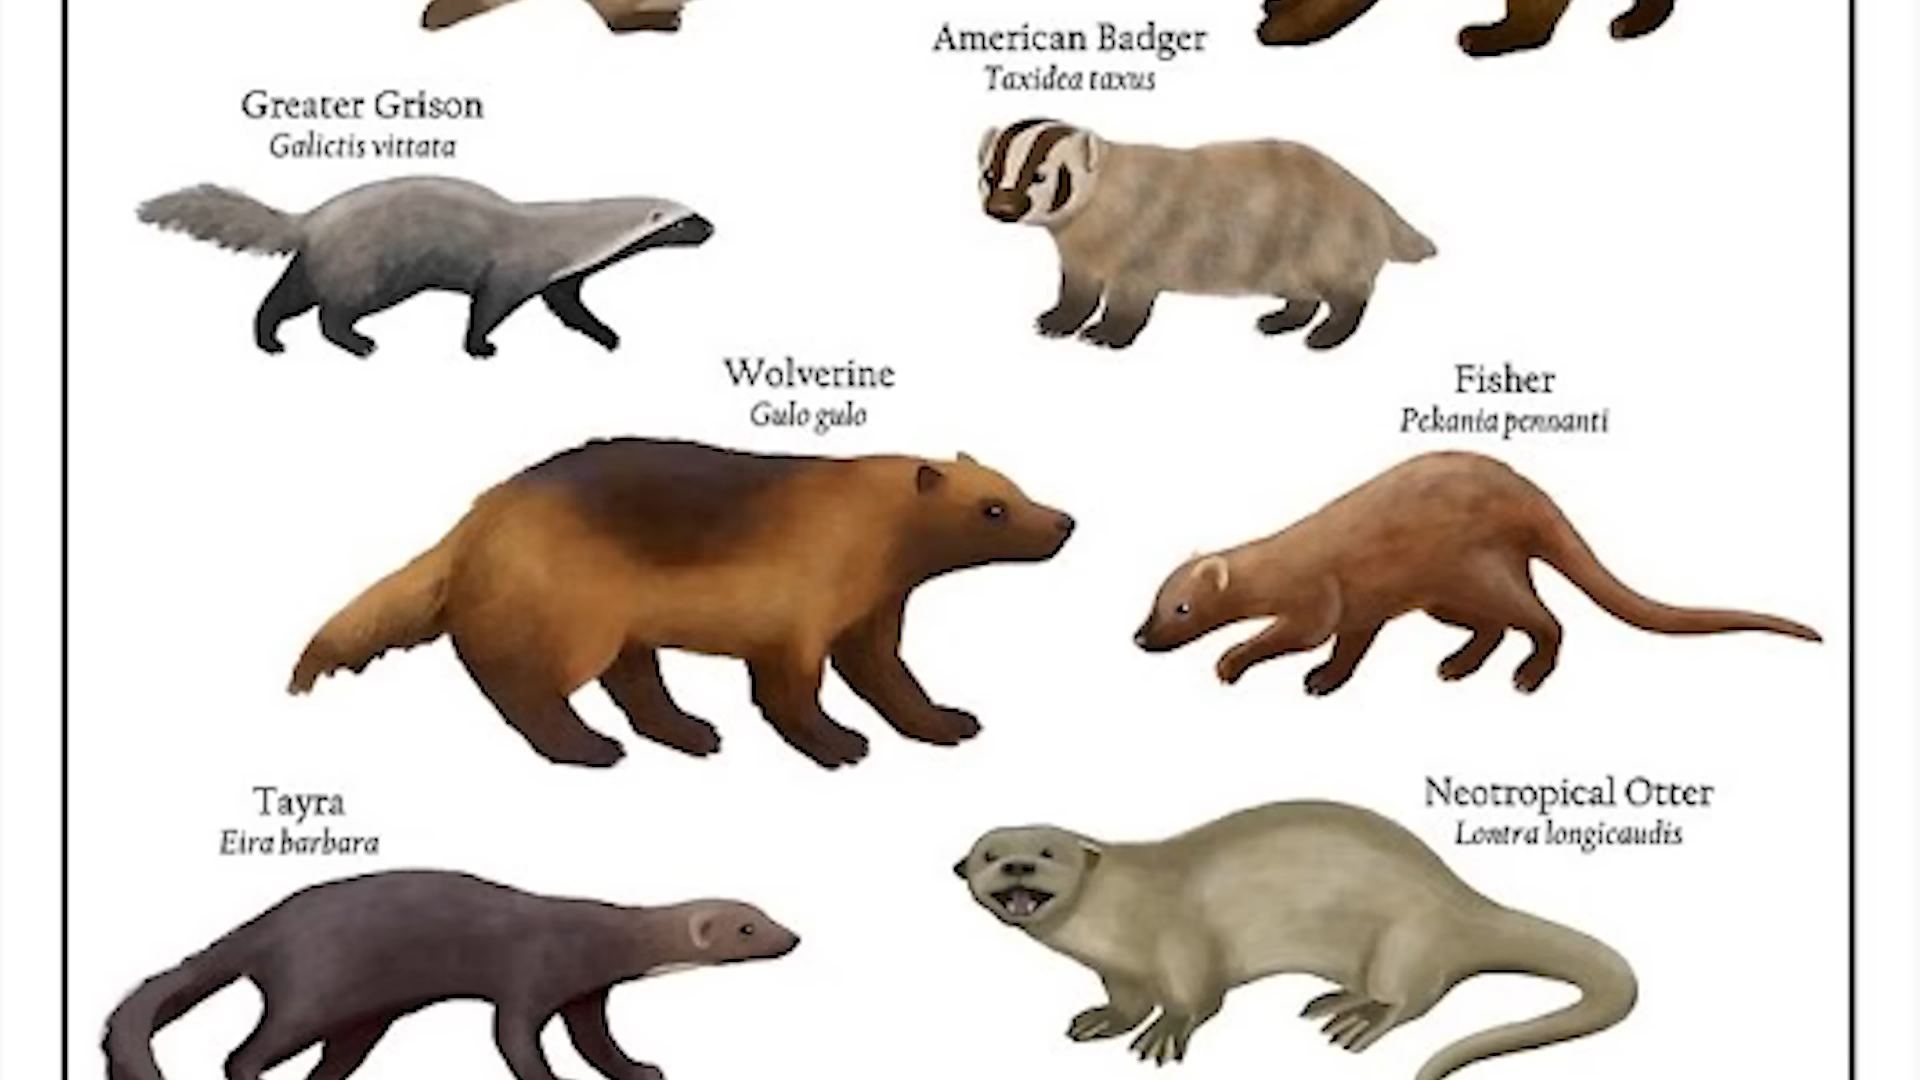 American Badger
Taxidea taxus
Greater Grison
Galictis vittata
Wolverine
Gulo gulo
Fisher
Pekania pennanti
Tayra
Eira barbara
Neotropical Otter
Lontra longicaudis